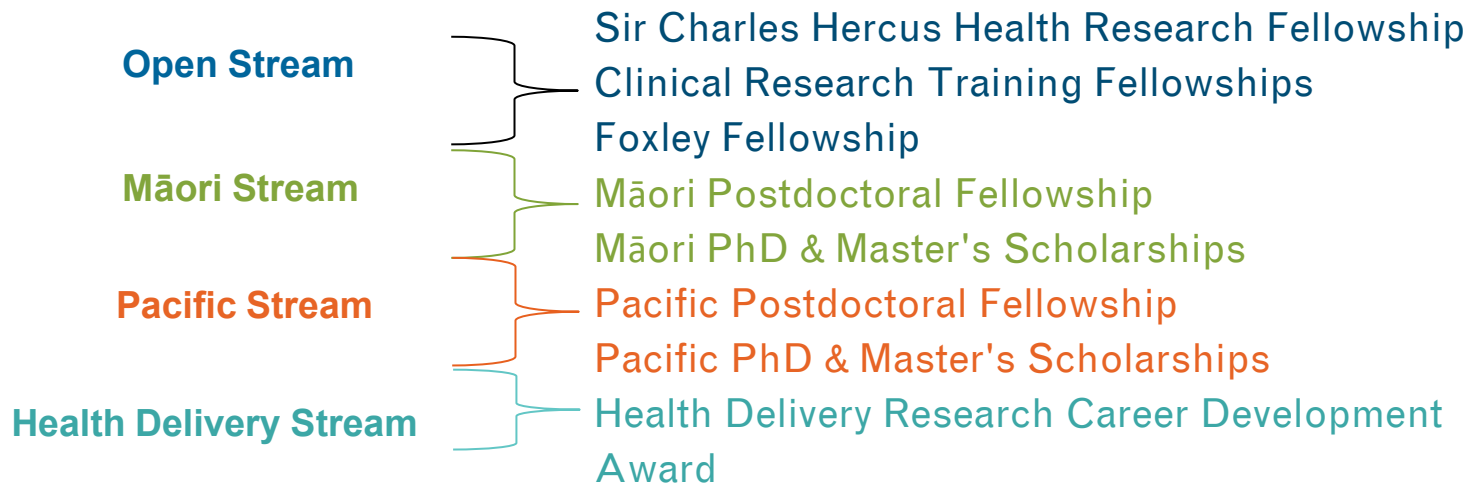 Open Stream
Sir Charles Hercus Health Research Fellowship
Clinical Research Training Fellowships
Foxley Fellowship
Māori Stream
Māori Postdoctoral Fellowship
Māori PhD & Master's Scholarships
Pacific Stream
Pacific Postdoctoral Fellowship
Pacific PhD & Master's Scholarships
Health Delivery Stream
Health Delivery Research Career Development
Award